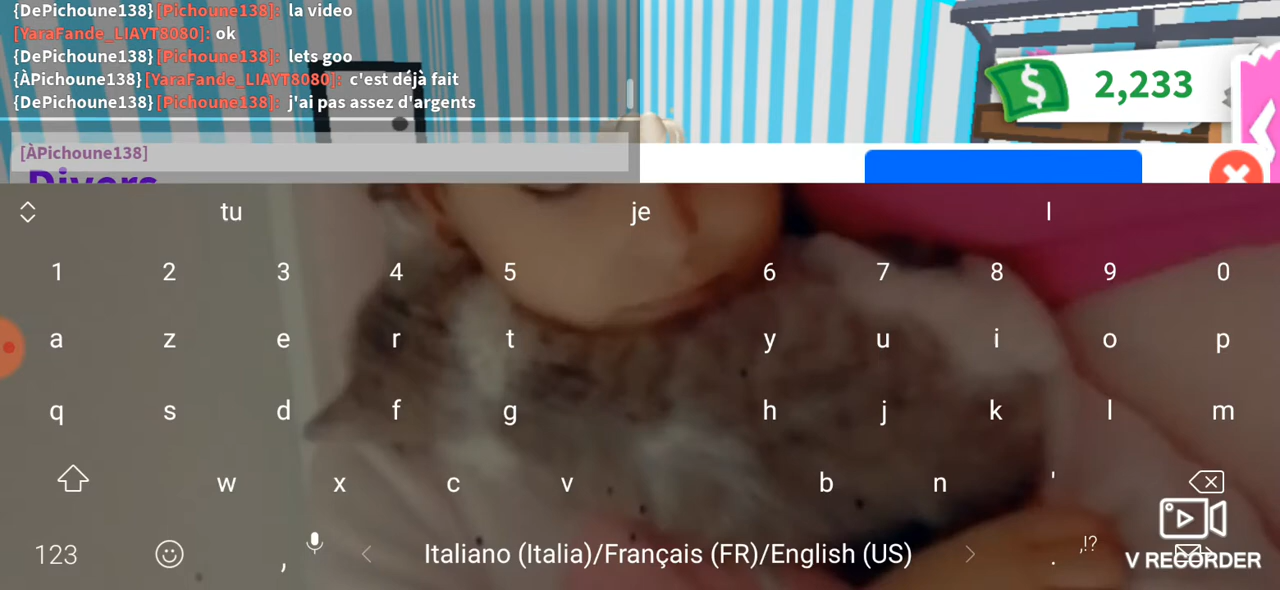 {DePichoune138}[Pichoune138]: la video
[YaraFande_LIAYT8080]: ok
{DePichoune138}[Pichoune138]: lets goo
{ÀPichoune138}[YaraFande_LIAYT8080]: c'est déjà fait
{DePichoune138}[Pichoune138]: j'ai pas assez d'argents
$ 2,233
[ÀPichoune138]
Divers
tu je l
1 2 3 4 5 6 7 8 9 0
a z e r t y u i o p
q s d f g h j k l m
w x c v b n '
123 , Italiano (Italia)/Français (FR)/English (US) . ,!?
V RECORDER